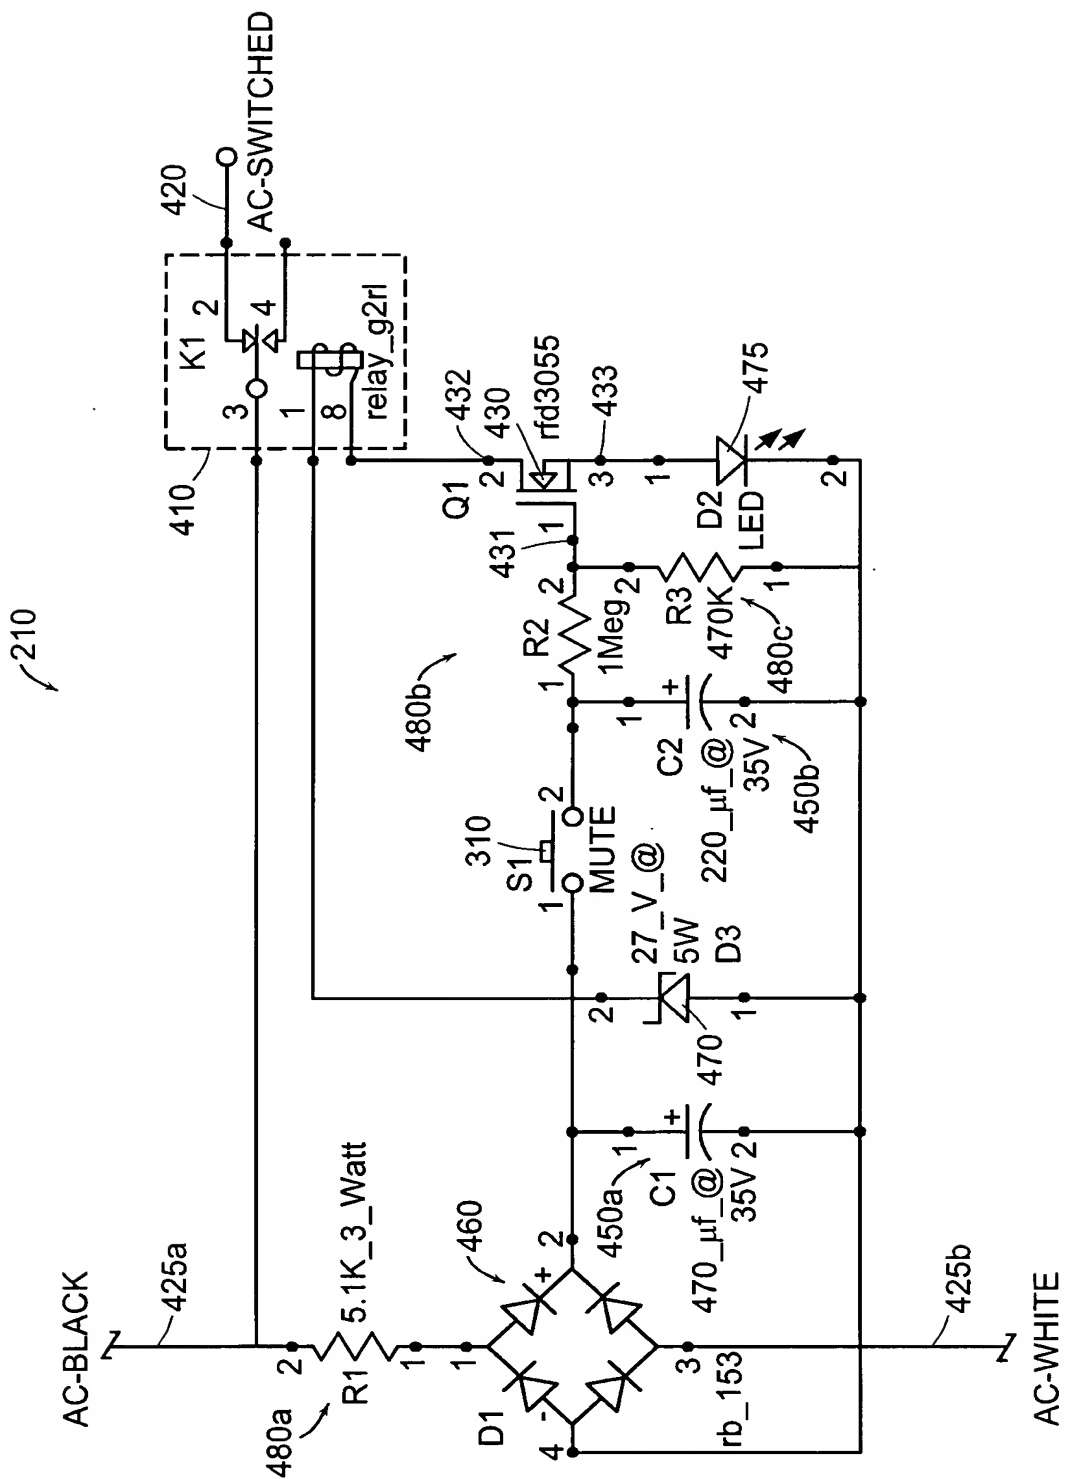 210
AC-BLACK
425a
480a
2
R1
5.1K_3_Watt
1
1
D1
460
+
2
-
4
3
rb_153
425b
AC-WHITE
450a
1
+
C1
470_µf_@
35V
2
2
27_V_@
5W
D3
470
1
310
S1
1
2
MUTE
480b
1
R2
2
1Meg
1
+
C2
220_µf_@
35V
2
450b
431
1
2
R3
470K
1
480c
Q1
2
432
430
rfd3055
3
433
1
D2
LED
475
2
410
K1
3
2
4
1
8
relay_g2rl
420
AC-SWITCHED